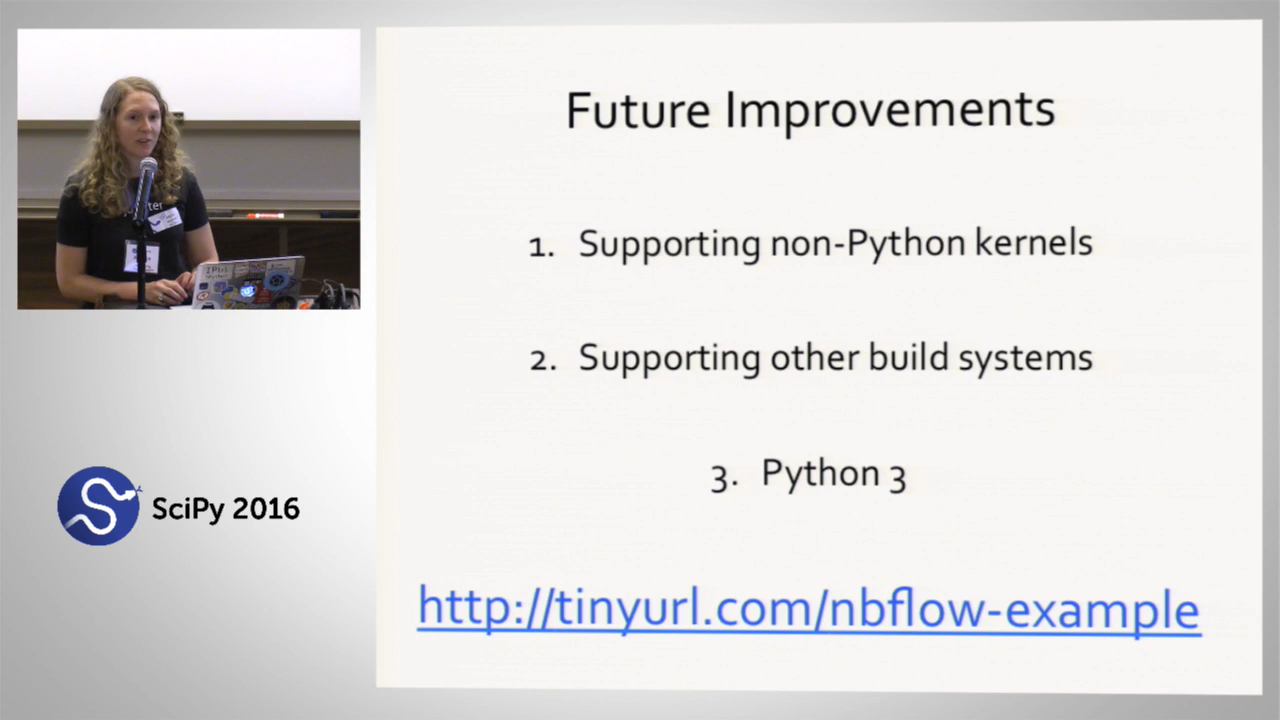 Future Improvements
1. Supporting non-Python kernels
2. Supporting other build systems
3. Python 3
http://tinyurl.com/nbflow-example
SciPy 2016